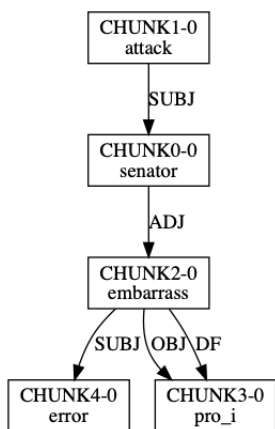 CHUNK1-0
attack
SUBJ
CHUNK0-0
senator
ADJ
CHUNK2-0
embarrass
SUBJ OBJ DF
CHUNK4-0 CHUNK3-0
error pro_i